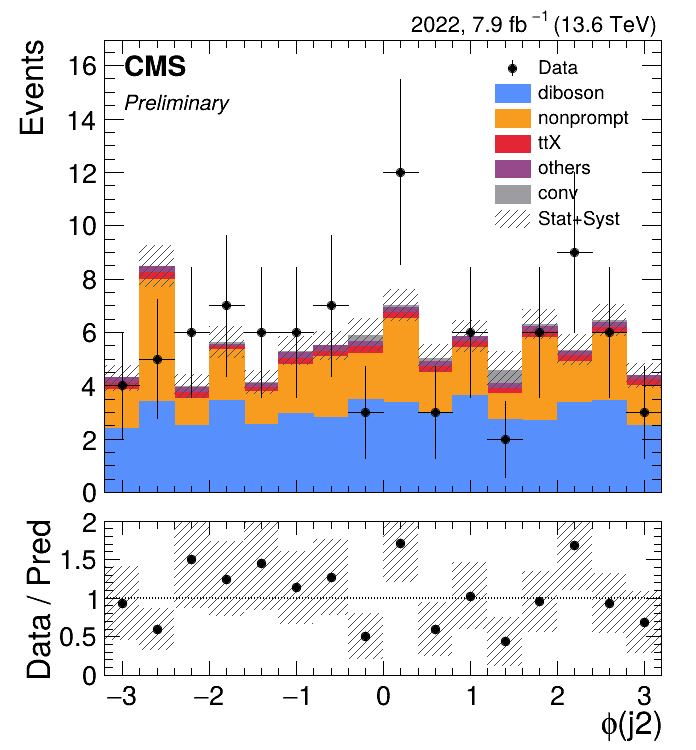 2022, 7.9 fb⁻¹ (13.6 TeV)
Events
CMS
Preliminary
Data
diboson
nonprompt
ttX
others
conv
Stat+Syst
16
14
12
10
8
6
4
2
0
Data / Pred
2
1.5
1
0.5
0
−3 −2 −1 0 1 2 3
ϕ(j2)